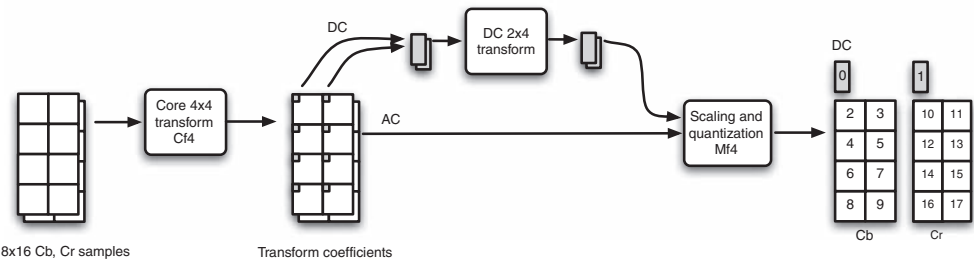 DC
DC 2x4
transform
DC
0
1
Core 4x4
transform
Cf4
AC
Scaling and
quantization
Mf4
2 3
10 11
4 5
12 13
6 7
14 15
8 9
16 17
Cb
Cr
8x16 Cb, Cr samples
Transform coefficients